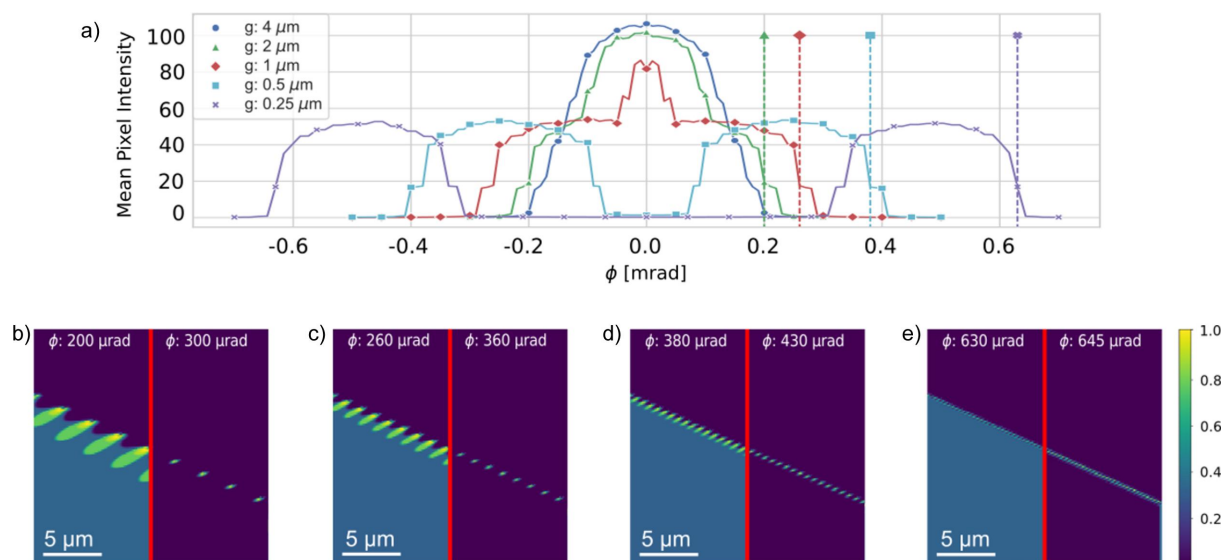 a)
g: 4 μm
g: 2 μm
g: 1 μm
g: 0.5 μm
g: 0.25 μm
Mean Pixel Intensity
100
80
60
40
20
0
-0.6 -0.4 -0.2 0.0 0.2 0.4 0.6
ϕ [mrad]
b) ϕ: 200 μrad ϕ: 300 μrad
5 μm
c) ϕ: 260 μrad ϕ: 360 μrad
5 μm
d) ϕ: 380 μrad ϕ: 430 μrad
5 μm
e) ϕ: 630 μrad ϕ: 645 μrad
5 μm
1.0
0.8
0.6
0.4
0.2